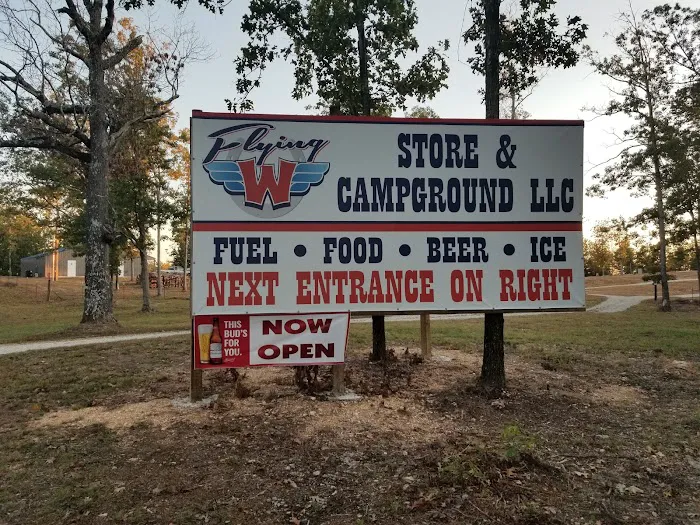 Flying
W
STORE &
CAMPGROUND LLC
FUEL • FOOD • BEER • ICE
NEXT ENTRANCE ON RIGHT
THIS
BUD'S
FOR
YOU.
NOW
OPEN